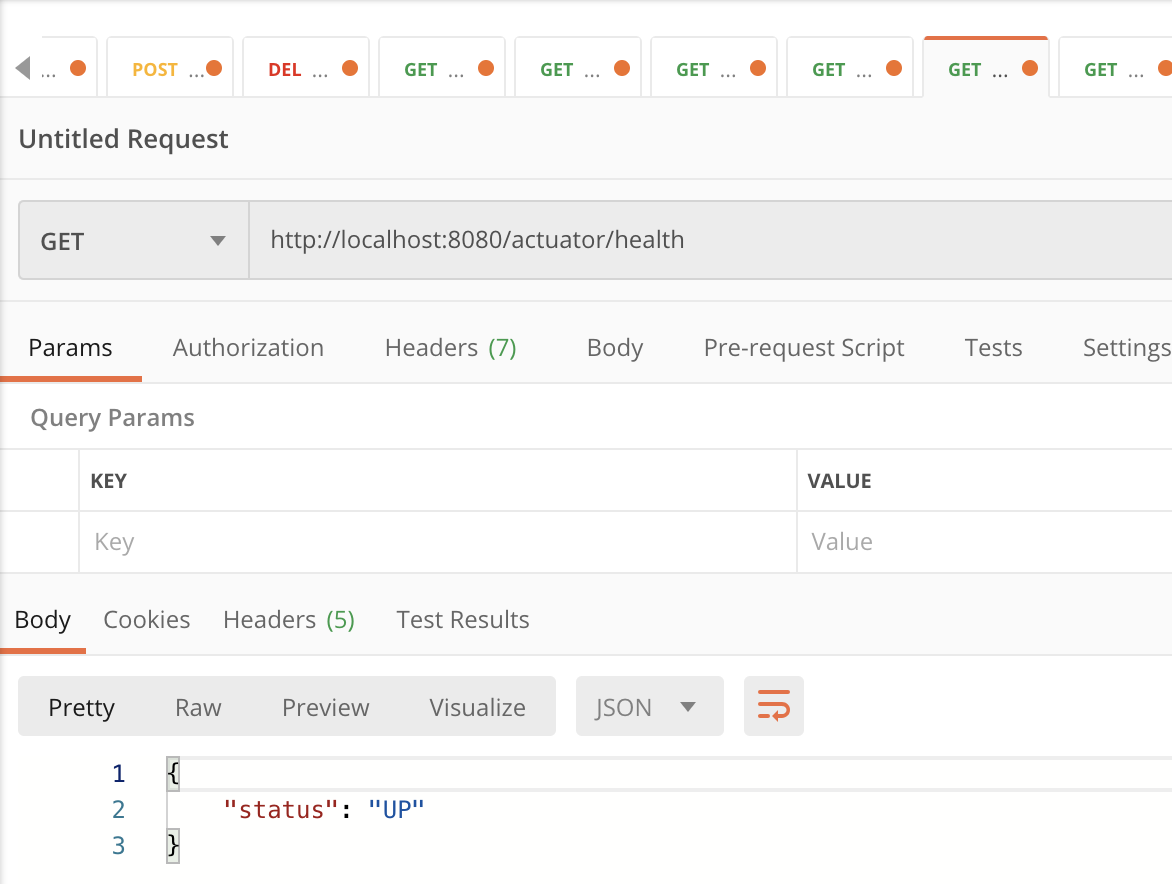 ... POST ... DEL ... GET ... GET ... GET ... GET ... GET ... GET ...
Untitled Request
GET http://localhost:8080/actuator/health
Params Authorization Headers (7) Body Pre-request Script Tests Settings
Query Params
KEY VALUE
Key Value
Body Cookies Headers (5) Test Results
Pretty Raw Preview Visualize JSON
1 {
2 "status": "UP"
3 }